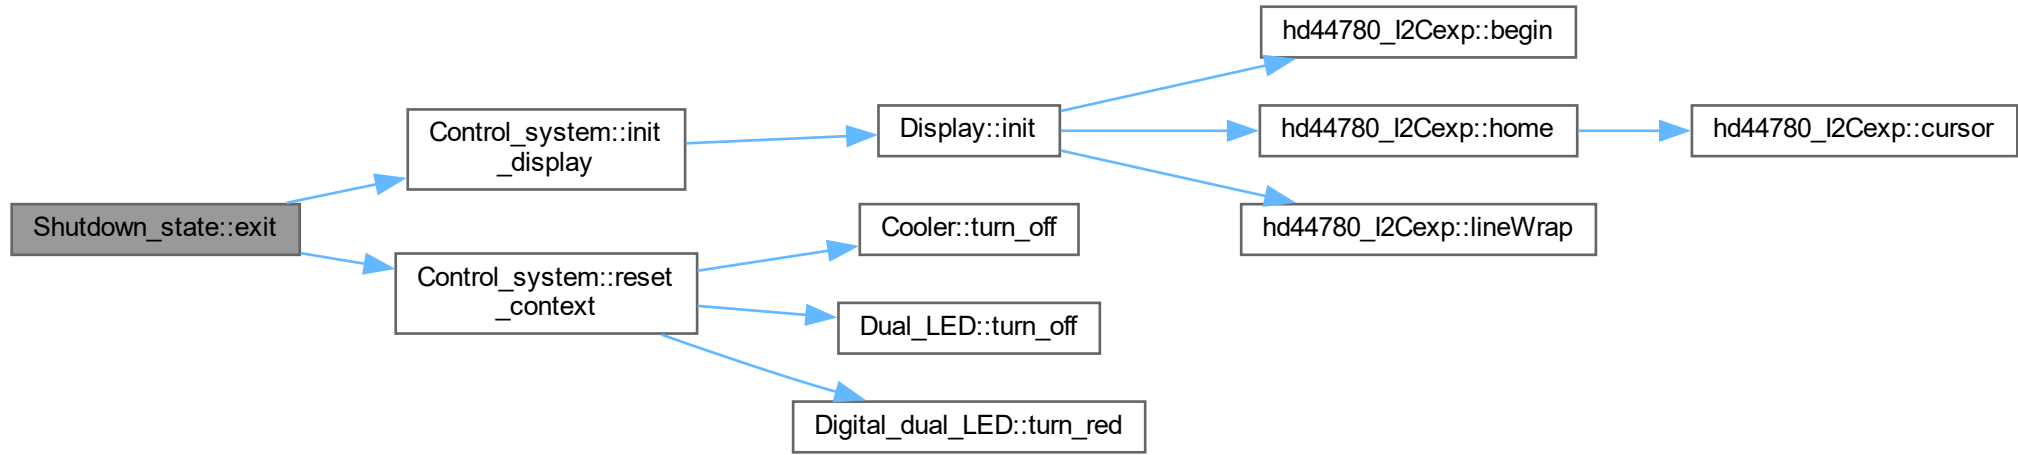 Shutdown_state::exit
Control_system::init
_display
Control_system::reset
_context
Display::init
Cooler::turn_off
Dual_LED::turn_off
Digital_dual_LED::turn_red
hd44780_I2Cexp::begin
hd44780_I2Cexp::home
hd44780_I2Cexp::lineWrap
hd44780_I2Cexp::cursor